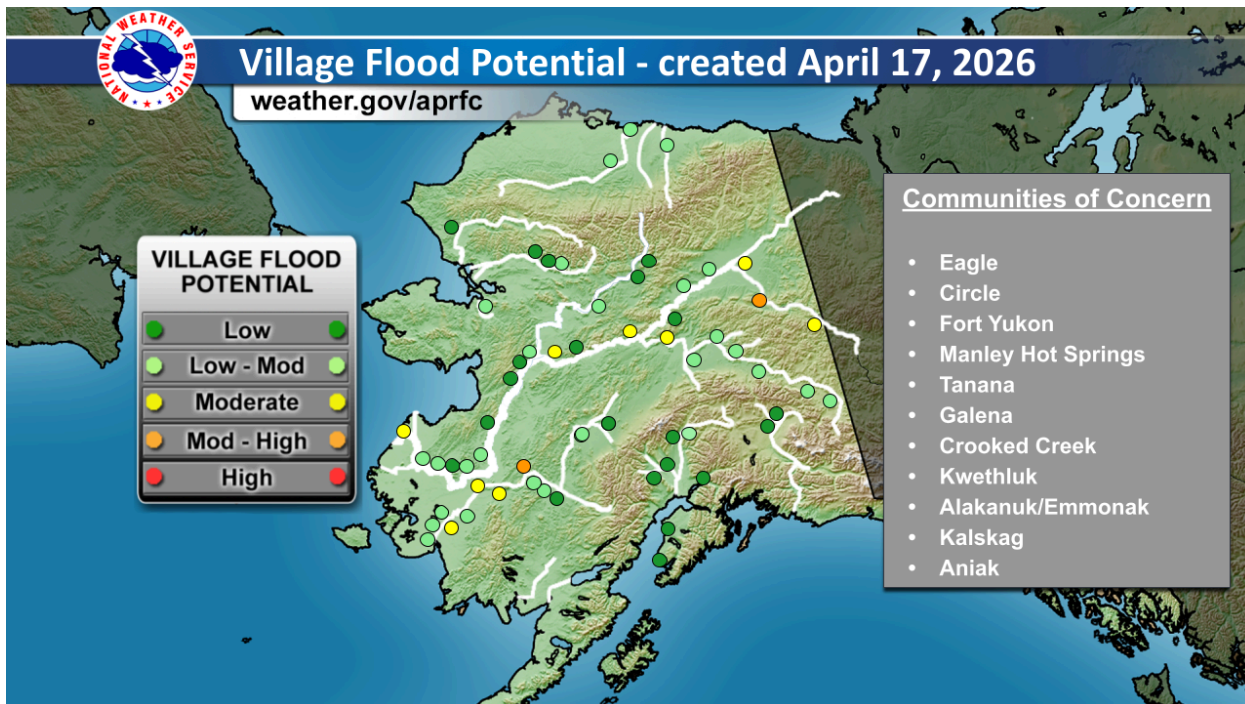 NATIONAL WEATHER SERVICE
Village Flood Potential - created April 17, 2026
weather.gov/aprfc
VILLAGE FLOOD
POTENTIAL
Low
Low - Mod
Moderate
Mod - High
High
Communities of Concern
• Eagle
• Circle
• Fort Yukon
• Manley Hot Springs
• Tanana
• Galena
• Crooked Creek
• Kwethluk
• Alakanuk/Emmonak
• Kalskag
• Aniak